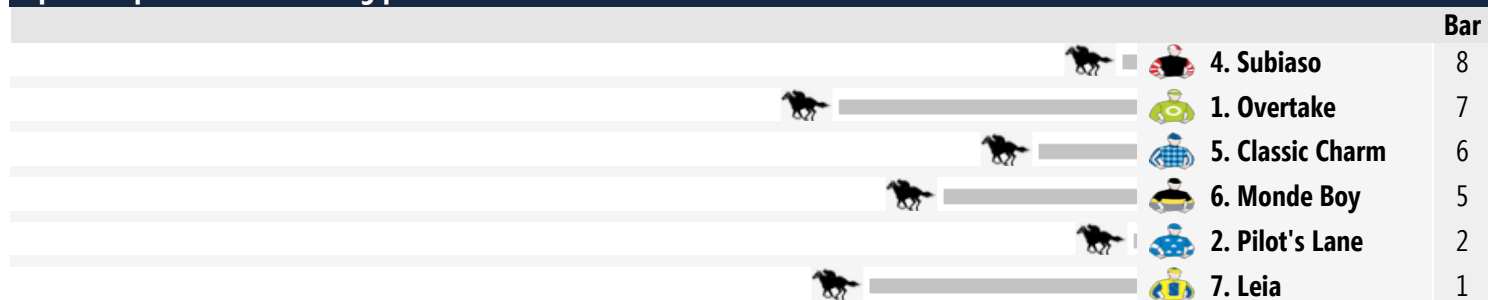 Bar
4. Subiaso 8
1. Overtake 7
5. Classic Charm 6
6. Monde Boy 5
2. Pilot's Lane 2
7. Leia 1